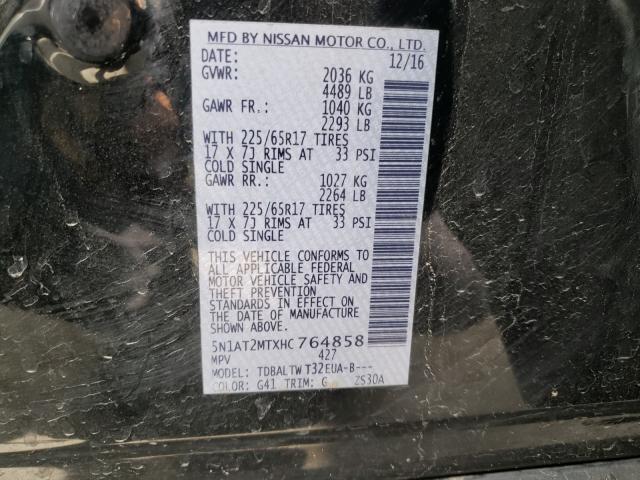 MFD BY NISSAN MOTOR CO., LTD.
DATE: 12/16
GVWR: 2036 KG
4489 LB
GAWR FR.: 1040 KG
2293 LB
WITH 225/65R17 TIRES
17 X 7J RIMS AT 33 PSI
COLD SINGLE
GAWR RR.: 1027 KG
2264 LB
WITH 225/65R17 TIRES
17 X 7J RIMS AT 33 PSI
COLD SINGLE
THIS VEHICLE CONFORMS TO
ALL APPLICABLE FEDERAL
MOTOR VEHICLE SAFETY AND
THEFT PREVENTION
STANDARDS IN EFFECT ON
THE DATE OF MANUFACTURE
SHOWN ABOVE.
5N1AT2MTXHC764858
MPV 427
MODEL: TDBALTWT32EUA-B---
COLOR: G41 TRIM: G 2S30A